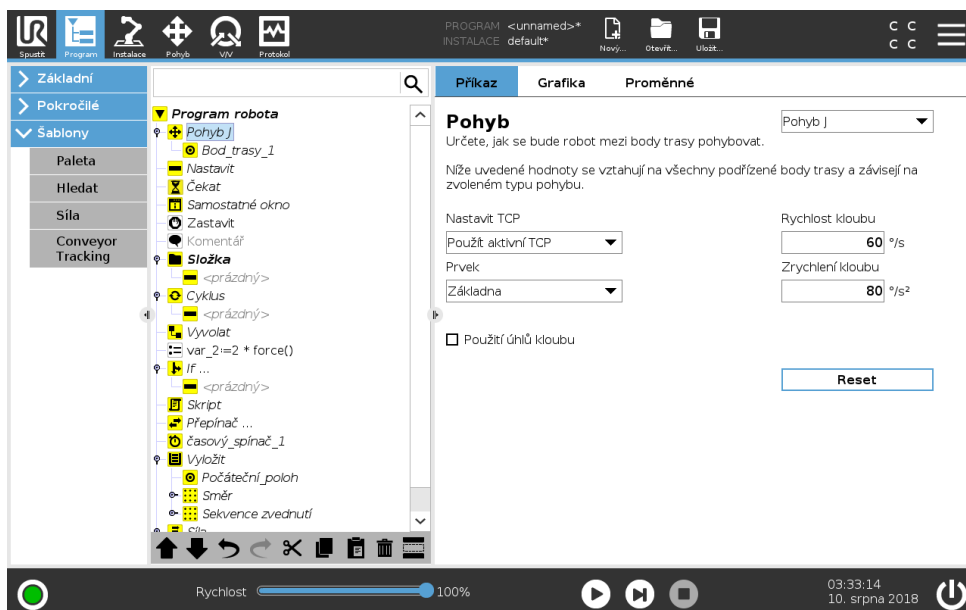 PROGRAM <unnamed>*
INSTALACE default*
Spustit
Program
Instalace
Pohyb
V/V
Protokol
Nový...
Otevřít...
Uložit...
C C
C C
Základní
Pokročilé
Šablony
Paleta
Hledat
Síla
Conveyor
Tracking
Program robota
Pohyb J
Bod_trasy_1
Nastavit
Čekat
Samostatné okno
Zastavit
Komentář
Složka
<prázdný>
Cyklus
<prázdný>
Vyvolat
var_2:=2 * force()
If ...
<prázdný>
Skript
Přepínač ...
časový_spínač_1
Vyložit
Počáteční_poloh
Směr
Sekvence zvednutí
Síla
Příkaz
Grafika
Proměnné
Pohyb
Pohyb J
Určete, jak se bude robot mezi body trasy pohybovat.
Níže uvedené hodnoty se vztahují na všechny podřízené body trasy a závisejí na
zvoleném typu pohybu.
Nastavit TCP
Rychlost kloubu
Použít aktivní TCP
60 °/s
Prvek
Zrychlení kloubu
Základna
80 °/s²
Použití úhlů kloubu
Reset
Rychlost
100%
03:33:14
10. srpna 2018